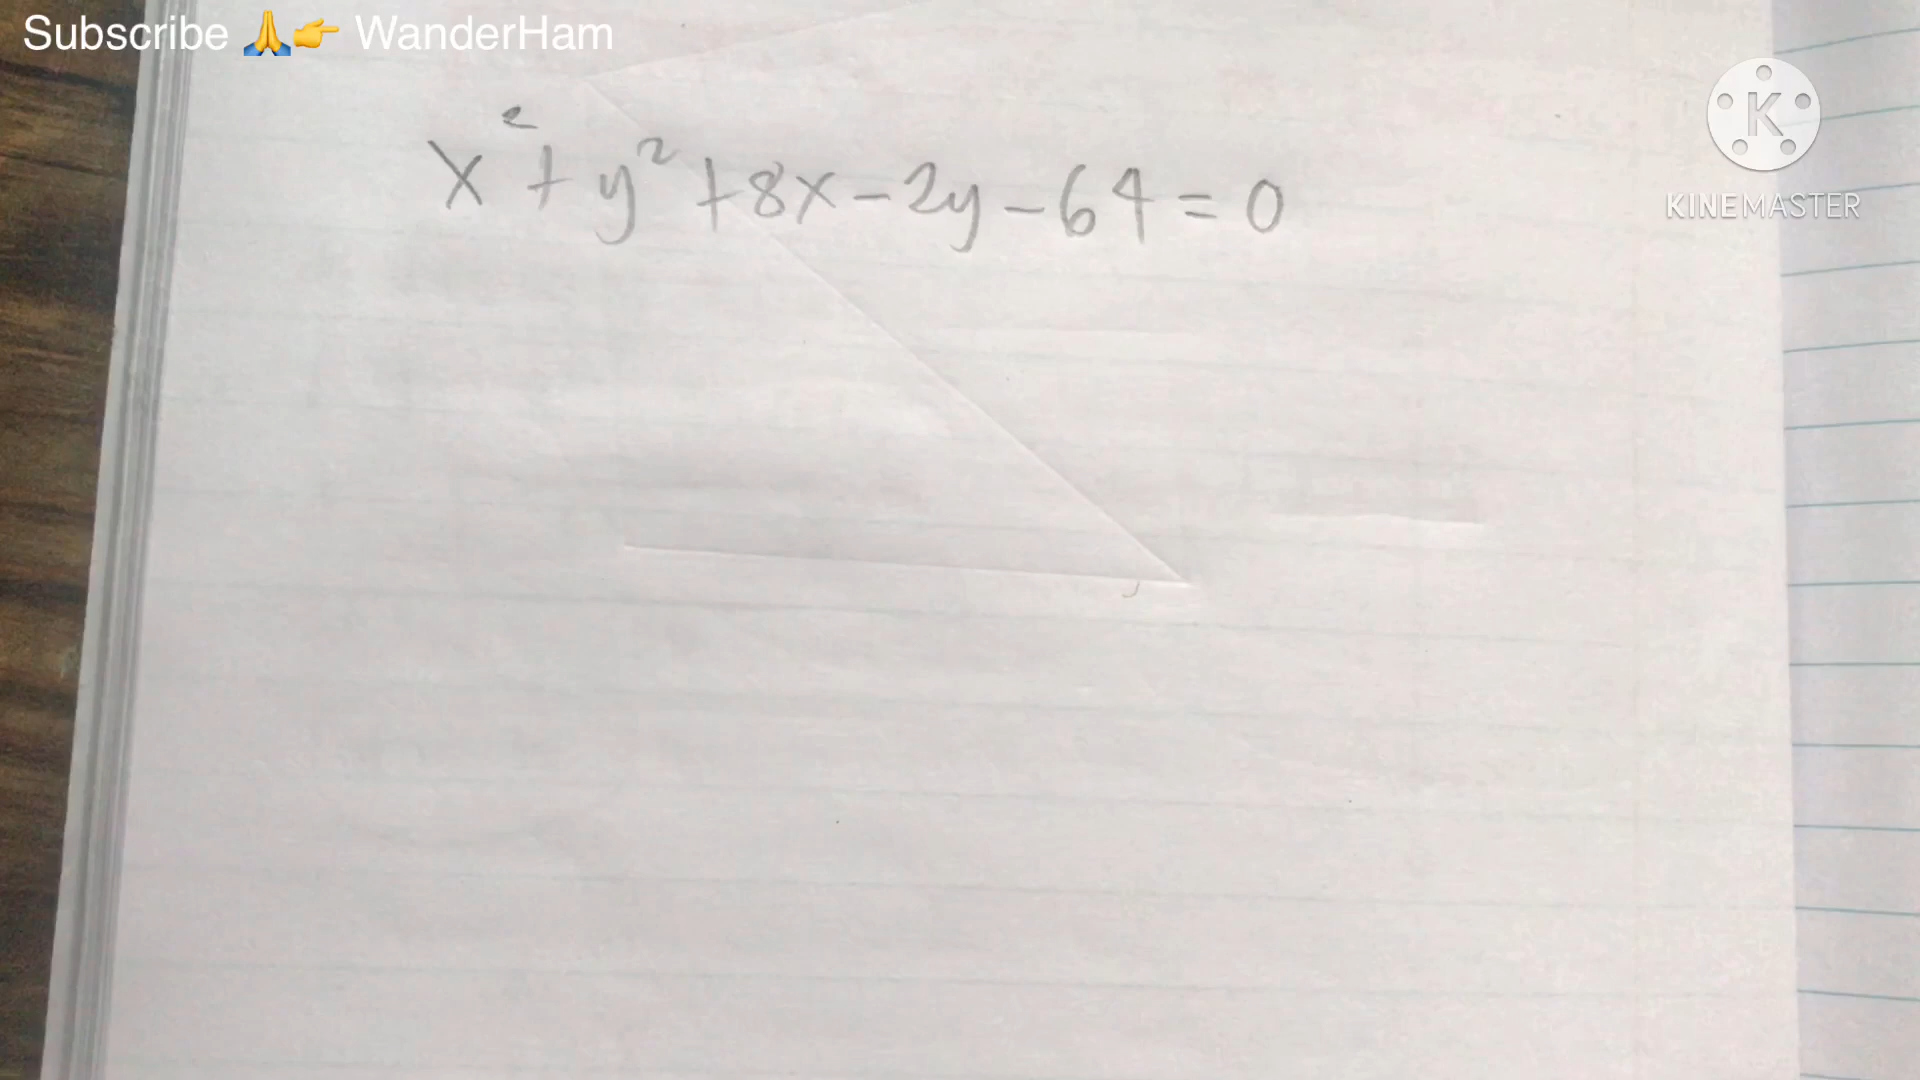 Subscribe 🙏👉 WanderHam
x² + y² + 8x - 2y - 64 = 0
K
KINEMASTER